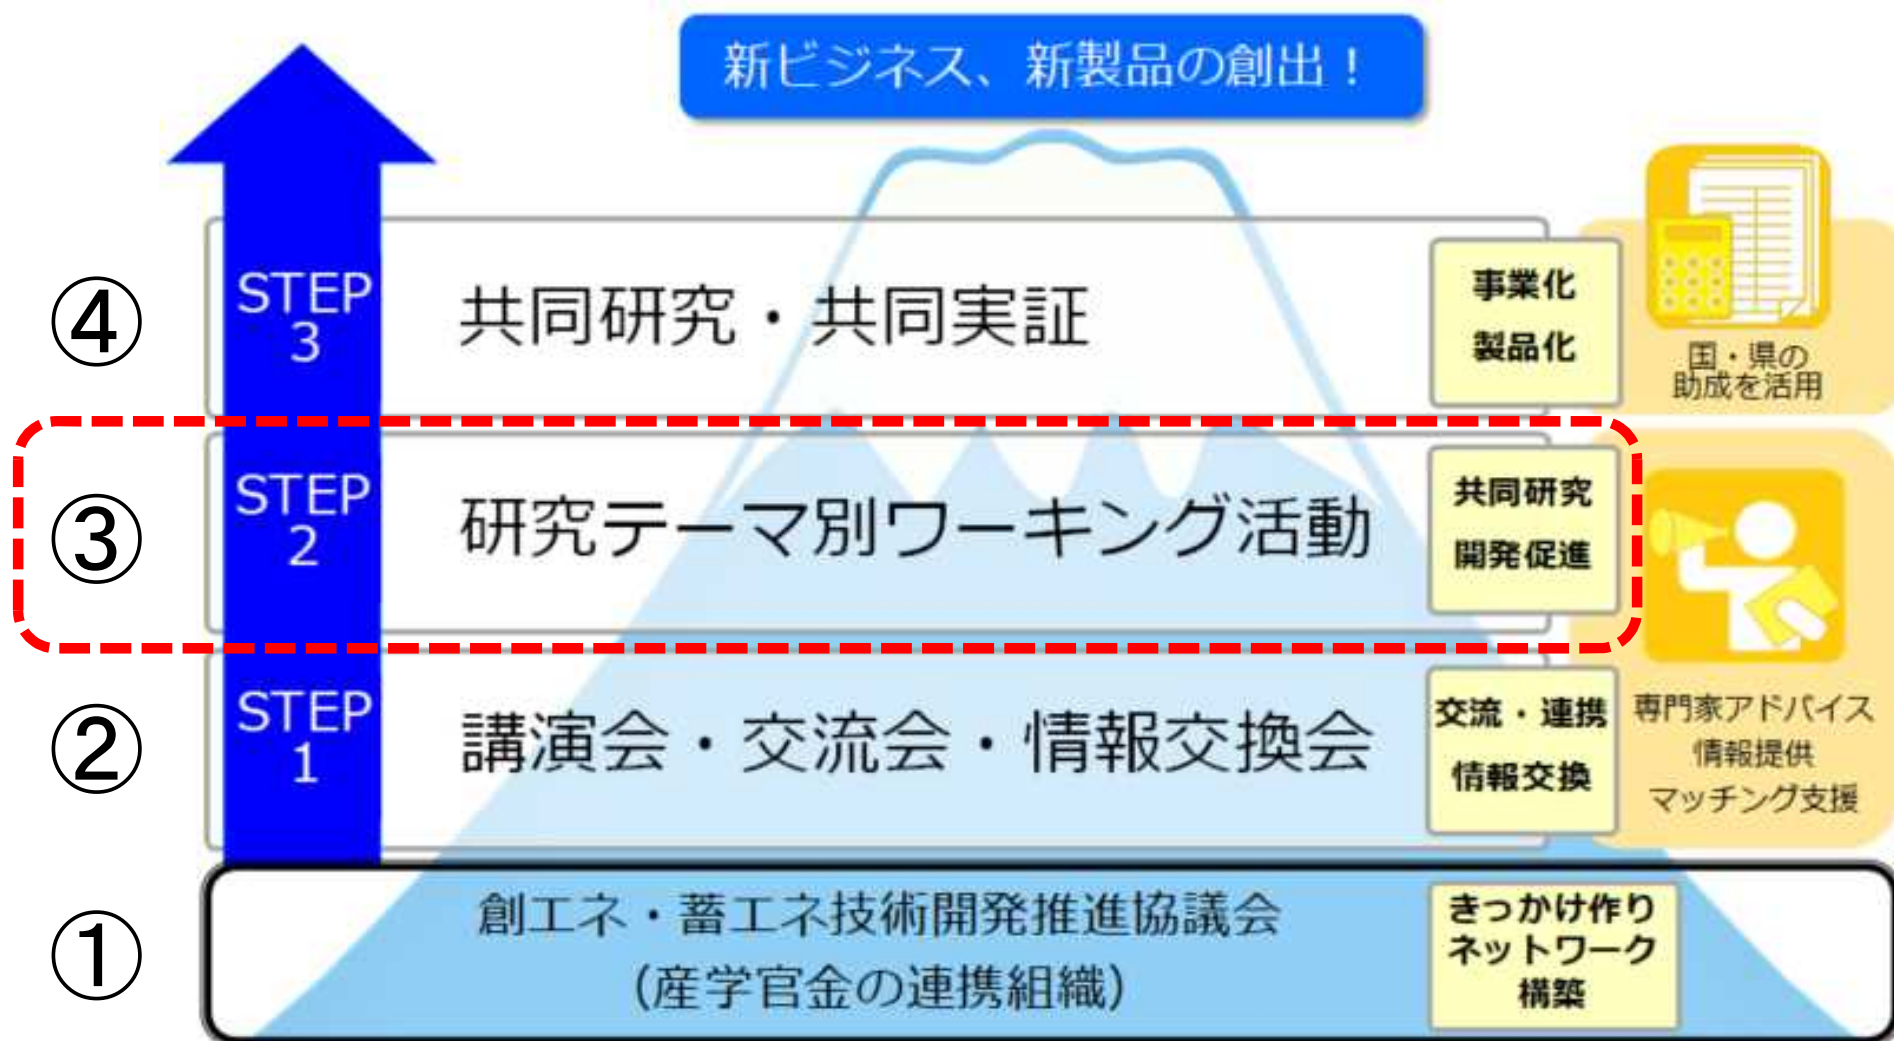 新ビジネス、新製品の創出！
④
STEP
3
共同研究・共同実証
事業化
製品化
国・県の
助成を活用
③
STEP
2
研究テーマ別ワーキング活動
共同研究
開発促進
②
STEP
1
講演会・交流会・情報交換会
交流・連携
情報交換
専門家アドバイス
情報提供
マッチング支援
①
創エネ・蓄エネ技術開発推進協議会
(産学官金の連携組織)
きっかけ作り
ネットワーク
構築